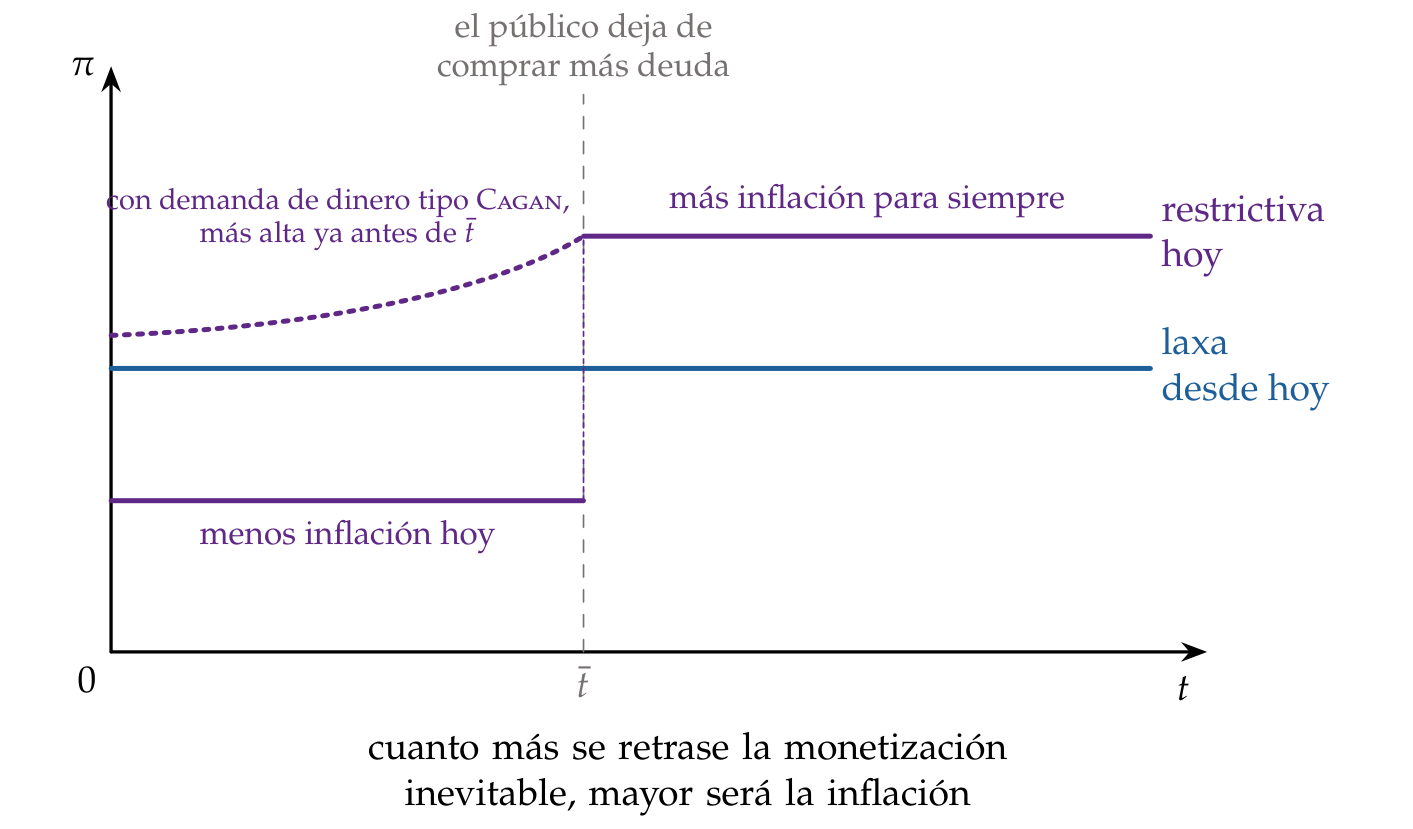 el público deja de
comprar más deuda
π
con demanda de dinero tipo Cagan,
más alta ya antes de t̄
más inflación para siempre
restrictiva
hoy
laxa
desde hoy
menos inflación hoy
0
t̄
t
cuanto más se retrase la monetización
inevitable, mayor será la inflación